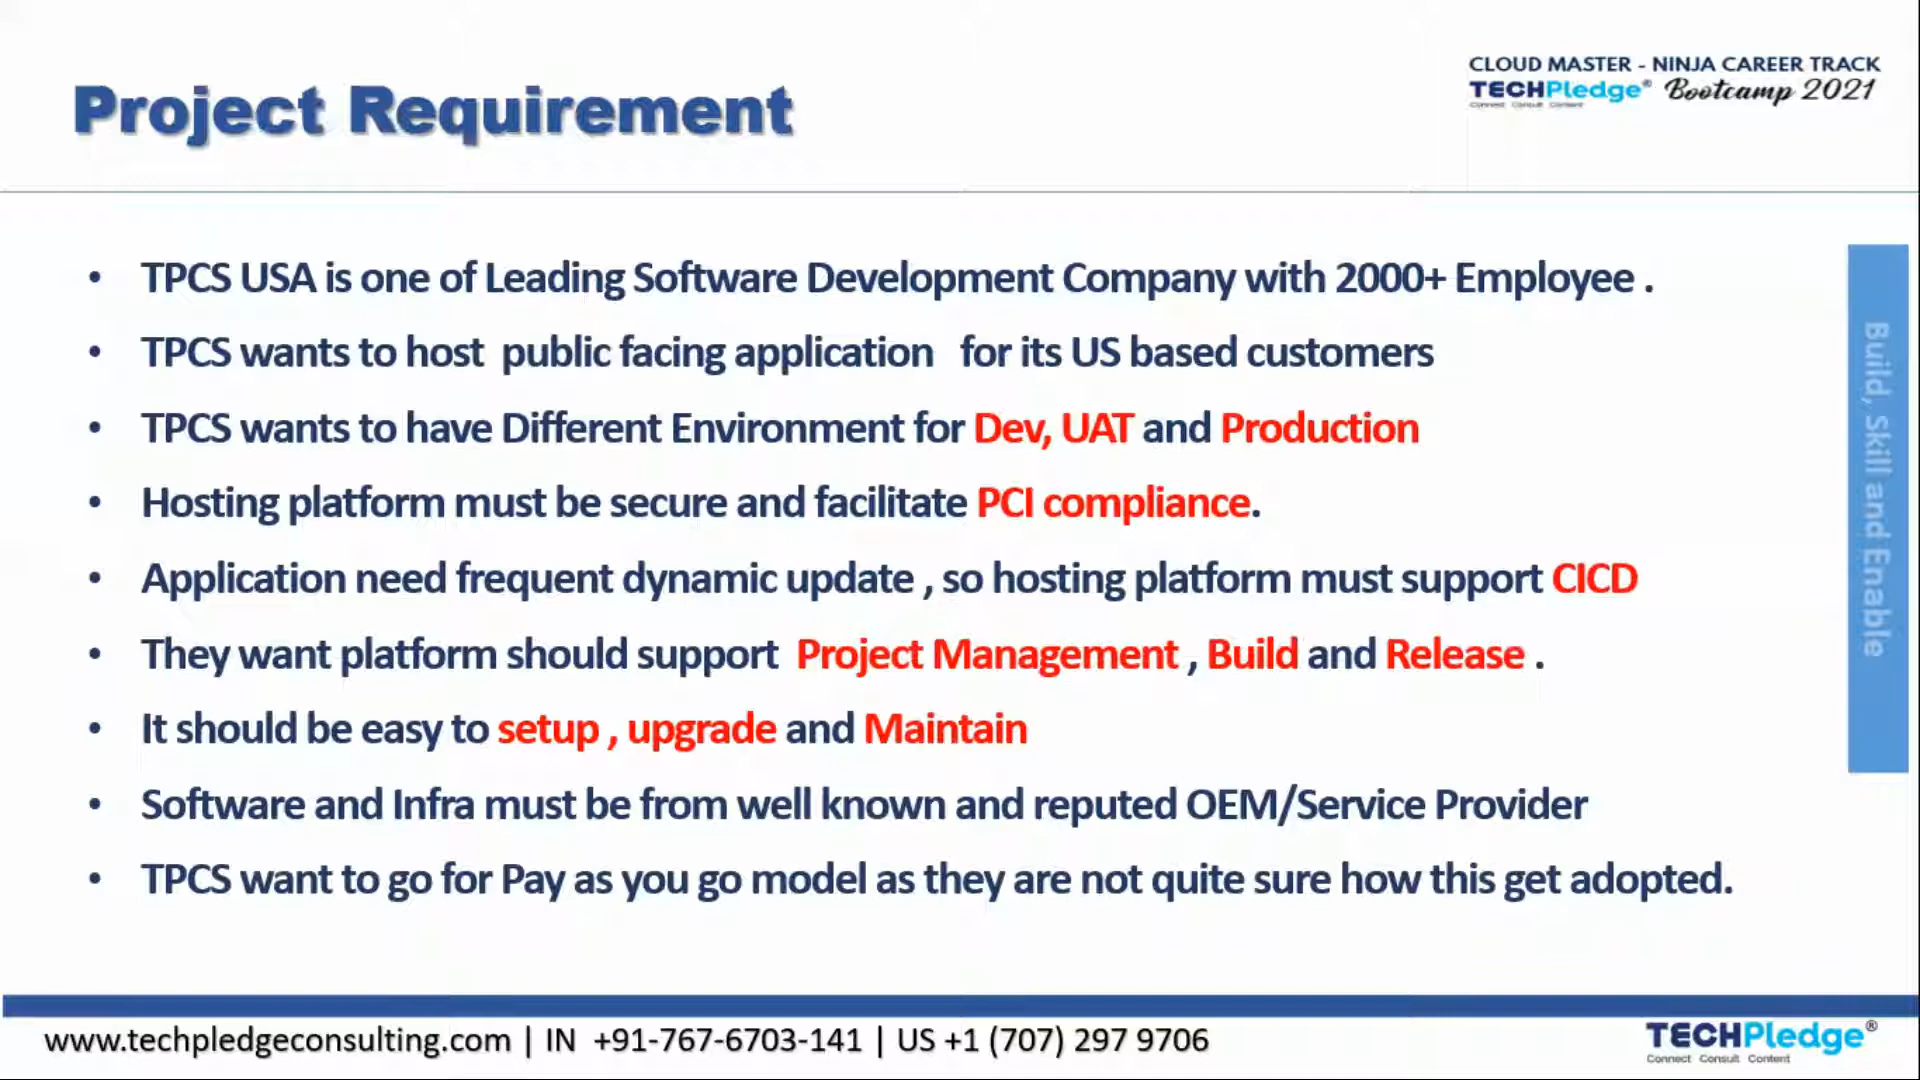 CLOUD MASTER - NINJA CAREER TRACK
TECHPledge® Bootcamp 2021
Connect Consult Content
Project Requirement
• TPCS USA is one of Leading Software Development Company with 2000+ Employee .
• TPCS wants to host public facing application for its US based customers
• TPCS wants to have Different Environment for Dev, UAT and Production
• Hosting platform must be secure and facilitate PCI compliance.
• Application need frequent dynamic update , so hosting platform must support CICD
• They want platform should support Project Management , Build and Release .
• It should be easy to setup , upgrade and Maintain
• Software and Infra must be from well known and reputed OEM/Service Provider
• TPCS want to go for Pay as you go model as they are not quite sure how this get adopted.
Build, Skill and Enable
www.techpledgeconsulting.com | IN +91-767-6703-141 | US +1 (707) 297 9706
TECHPledge®
Connect Consult Content